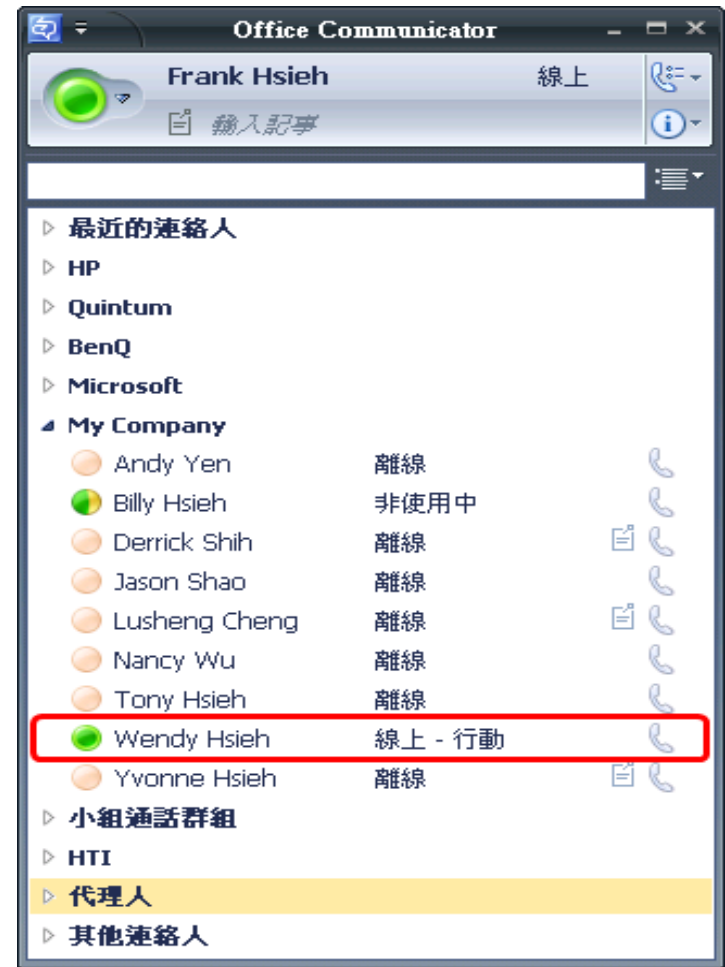 Office Communicator
Frank Hsieh 線上
輸入記事
最近的連絡人
HP
Quintum
BenQ
Microsoft
My Company
Andy Yen 離線
Billy Hsieh 非使用中
Derrick Shih 離線
Jason Shao 離線
Lusheng Cheng 離線
Nancy Wu 離線
Tony Hsieh 離線
Wendy Hsieh 線上 - 行動
Yvonne Hsieh 離線
小組通話群組
HTI
代理人
其他連絡人